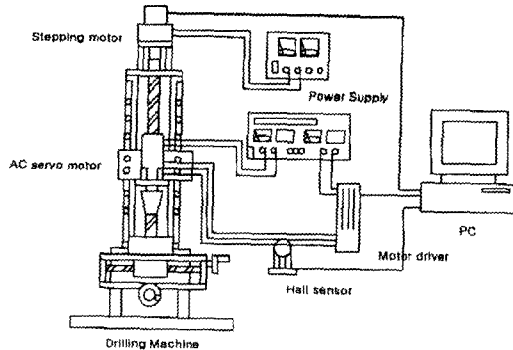 Stepping motor
Power Supply
AC servo motor
PC
Motor driver
Hall sensor
Drilling Machine